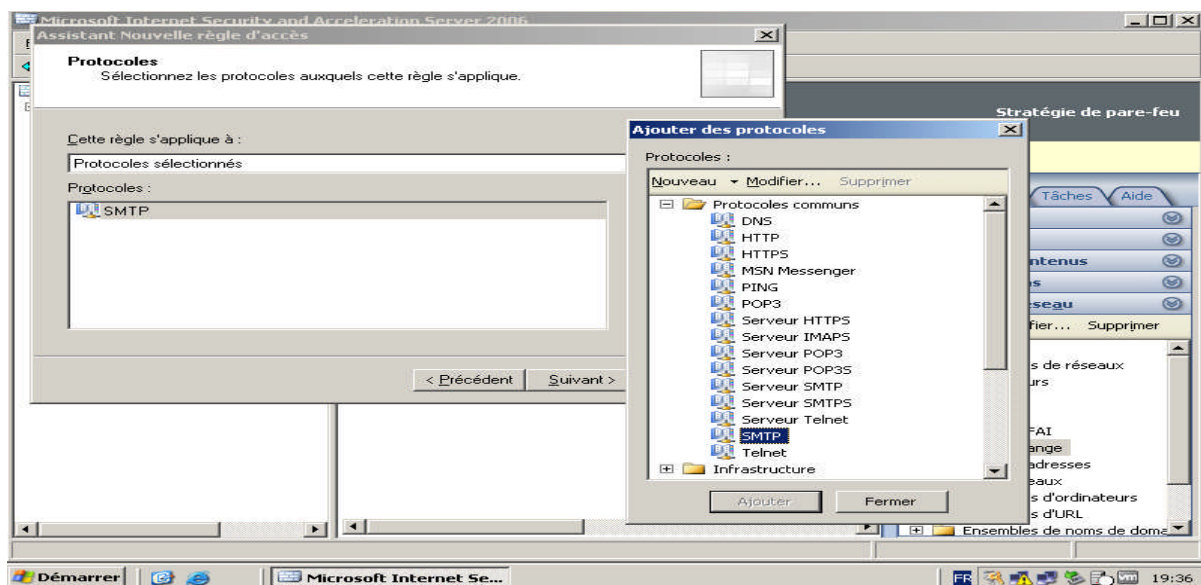 Microsoft Internet Security and Acceleration Server 2006
Assistant Nouvelle règle d'accès
Protocoles
Sélectionnez les protocoles auxquels cette règle s'applique.
Cette règle s'applique à :
Protocoles sélectionnés
Protocoles :
SMTP
< Précédent
Suivant >
Stratégie de pare-feu
Ajouter des protocoles
Protocoles :
Nouveau
Modifier...
Supprimer
Protocoles communs
DNS
HTTP
HTTPS
MSN Messenger
PING
POP3
Serveur HTTPS
Serveur IMAPS
Serveur POP3
Serveur POP3S
Serveur SMTP
Serveur SMTPS
Serveur Telnet
SMTP
Telnet
Infrastructure
Ajouter
Fermer
Tâches
Aide
ntenus
s
seau
fier... Supprimer
s de réseaux
urs
FAI
ange
adresses
eaux
s d'ordinateurs
s d'URL
Ensembles de noms de doma
Démarrer
Microsoft Internet Se...
FR
19:36